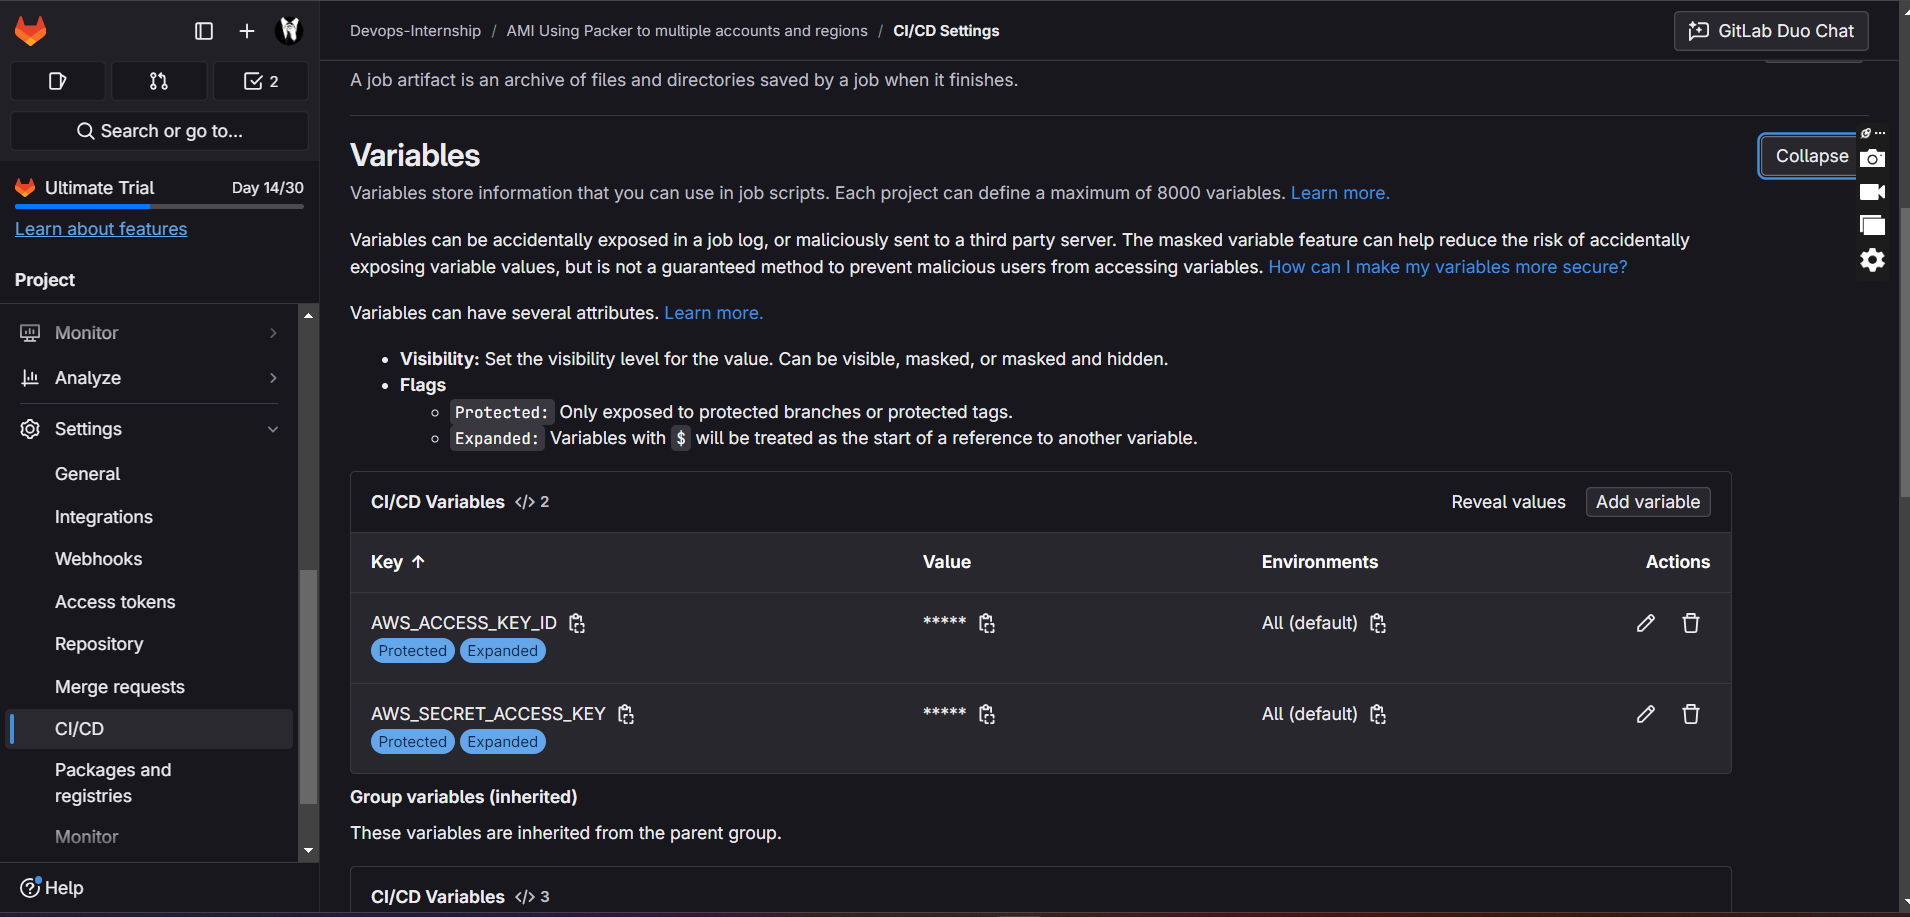 Devops-Internship / AMI Using Packer to multiple accounts and regions / CI/CD Settings
GitLab Duo Chat
2
Search or go to...
Ultimate Trial
Day 14/30
Learn about features
Project
Monitor
Analyze
Settings
General
Integrations
Webhooks
Access tokens
Repository
Merge requests
CI/CD
Packages and
registries
Monitor
Help
A job artifact is an archive of files and directories saved by a job when it finishes.
Variables
Collapse
Variables store information that you can use in job scripts. Each project can define a maximum of 8000 variables. Learn more.
Variables can be accidentally exposed in a job log, or maliciously sent to a third party server. The masked variable feature can help reduce the risk of accidentally
exposing variable values, but is not a guaranteed method to prevent malicious users from accessing variables. How can I make my variables more secure?
Variables can have several attributes. Learn more.
• Visibility: Set the visibility level for the value. Can be visible, masked, or masked and hidden.
• Flags
◦ Protected: Only exposed to protected branches or protected tags.
◦ Expanded: Variables with $ will be treated as the start of a reference to another variable.
CI/CD Variables </> 2
Reveal values
Add variable
Key ↑ Value Environments Actions
AWS_ACCESS_KEY_ID ***** All (default)
Protected Expanded
AWS_SECRET_ACCESS_KEY ***** All (default)
Protected Expanded
Group variables (inherited)
These variables are inherited from the parent group.
CI/CD Variables </> 3